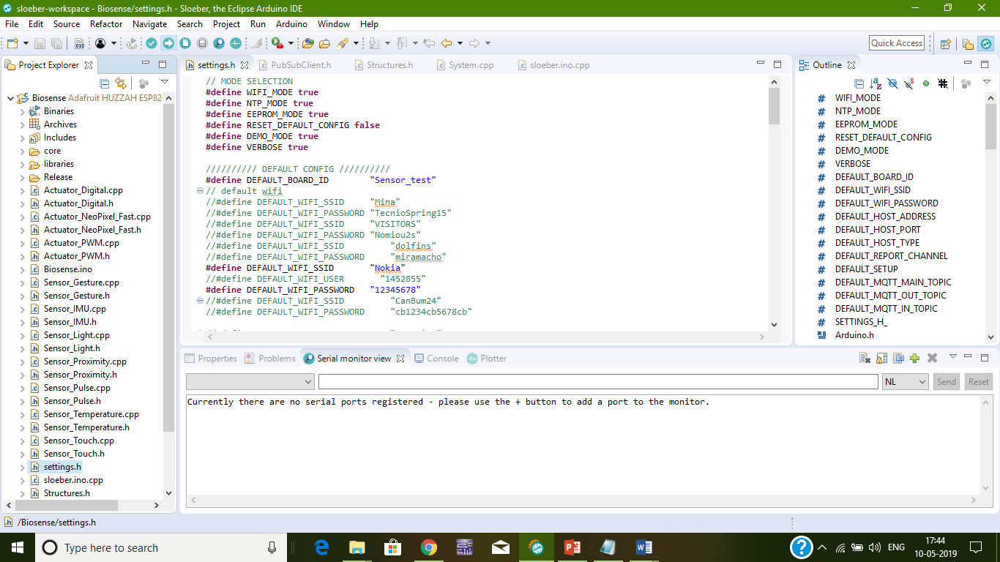 sloeber-workspace - Biosense/settings.h - Sloeber, the Eclipse Arduino IDE
File Edit Source Refactor Navigate Search Project Run Arduino Window Help
Quick Access
Project Explorer
Biosense Adafruit HUZZAH ESP82
Binaries
Archives
Includes
core
libraries
Release
Actuator_Digital.cpp
Actuator_Digital.h
Actuator_NeoPixel_Fast.cpp
Actuator_NeoPixel_Fast.h
Actuator_PWM.cpp
Actuator_PWM.h
Biosense.ino
Sensor_Gesture.cpp
Sensor_Gesture.h
Sensor_IMU.cpp
Sensor_IMU.h
Sensor_Light.cpp
Sensor_Light.h
Sensor_Proximity.cpp
Sensor_Proximity.h
Sensor_Pulse.cpp
Sensor_Pulse.h
Sensor_Temperature.cpp
Sensor_Temperature.h
Sensor_Touch.cpp
Sensor_Touch.h
settings.h
sloeber.ino.cpp
Structures.h
settings.h PubSubClient.h Structures.h System.cpp sloeber.ino.cpp
// MODE SELECTION
#define WIFI_MODE true
#define NTP_MODE true
#define EEPROM_MODE true
#define RESET_DEFAULT_CONFIG false
#define DEMO_MODE true
#define VERBOSE true
////////// DEFAULT CONFIG //////////
#define DEFAULT_BOARD_ID "Sensor_test"
// default wifi
//#define DEFAULT_WIFI_SSID "Mina"
//#define DEFAULT_WIFI_PASSWORD "TecnioSpring15"
//#define DEFAULT_WIFI_SSID "VISITORS"
//#define DEFAULT_WIFI_PASSWORD "Nomiou2s"
//#define DEFAULT_WIFI_SSID "dolfins"
//#define DEFAULT_WIFI_PASSWORD "miramacho"
#define DEFAULT_WIFI_SSID "Nokia"
//#define DEFAULT_WIFI_USER "1452855"
#define DEFAULT_WIFI_PASSWORD "12345678"
//#define DEFAULT_WIFI_SSID "CanBum24"
//#define DEFAULT_WIFI_PASSWORD "cb1234cb5678cb"
Outline
WIFI_MODE
NTP_MODE
EEPROM_MODE
RESET_DEFAULT_CONFIG
DEMO_MODE
VERBOSE
DEFAULT_BOARD_ID
DEFAULT_WIFI_SSID
DEFAULT_WIFI_PASSWORD
DEFAULT_HOST_ADDRESS
DEFAULT_HOST_PORT
DEFAULT_HOST_TYPE
DEFAULT_REPORT_CHANNEL
DEFAULT_SETUP
DEFAULT_MQTT_MAIN_TOPIC
DEFAULT_MQTT_OUT_TOPIC
DEFAULT_MQTT_IN_TOPIC
SETTINGS_H_
Arduino.h
Properties Problems Serial monitor view Console Plotter
NL Send Reset
Currently there are no serial ports registered - please use the + button to add a port to the monitor.
/Biosense/settings.h
Type here to search
ENG
17:44
10-05-2019